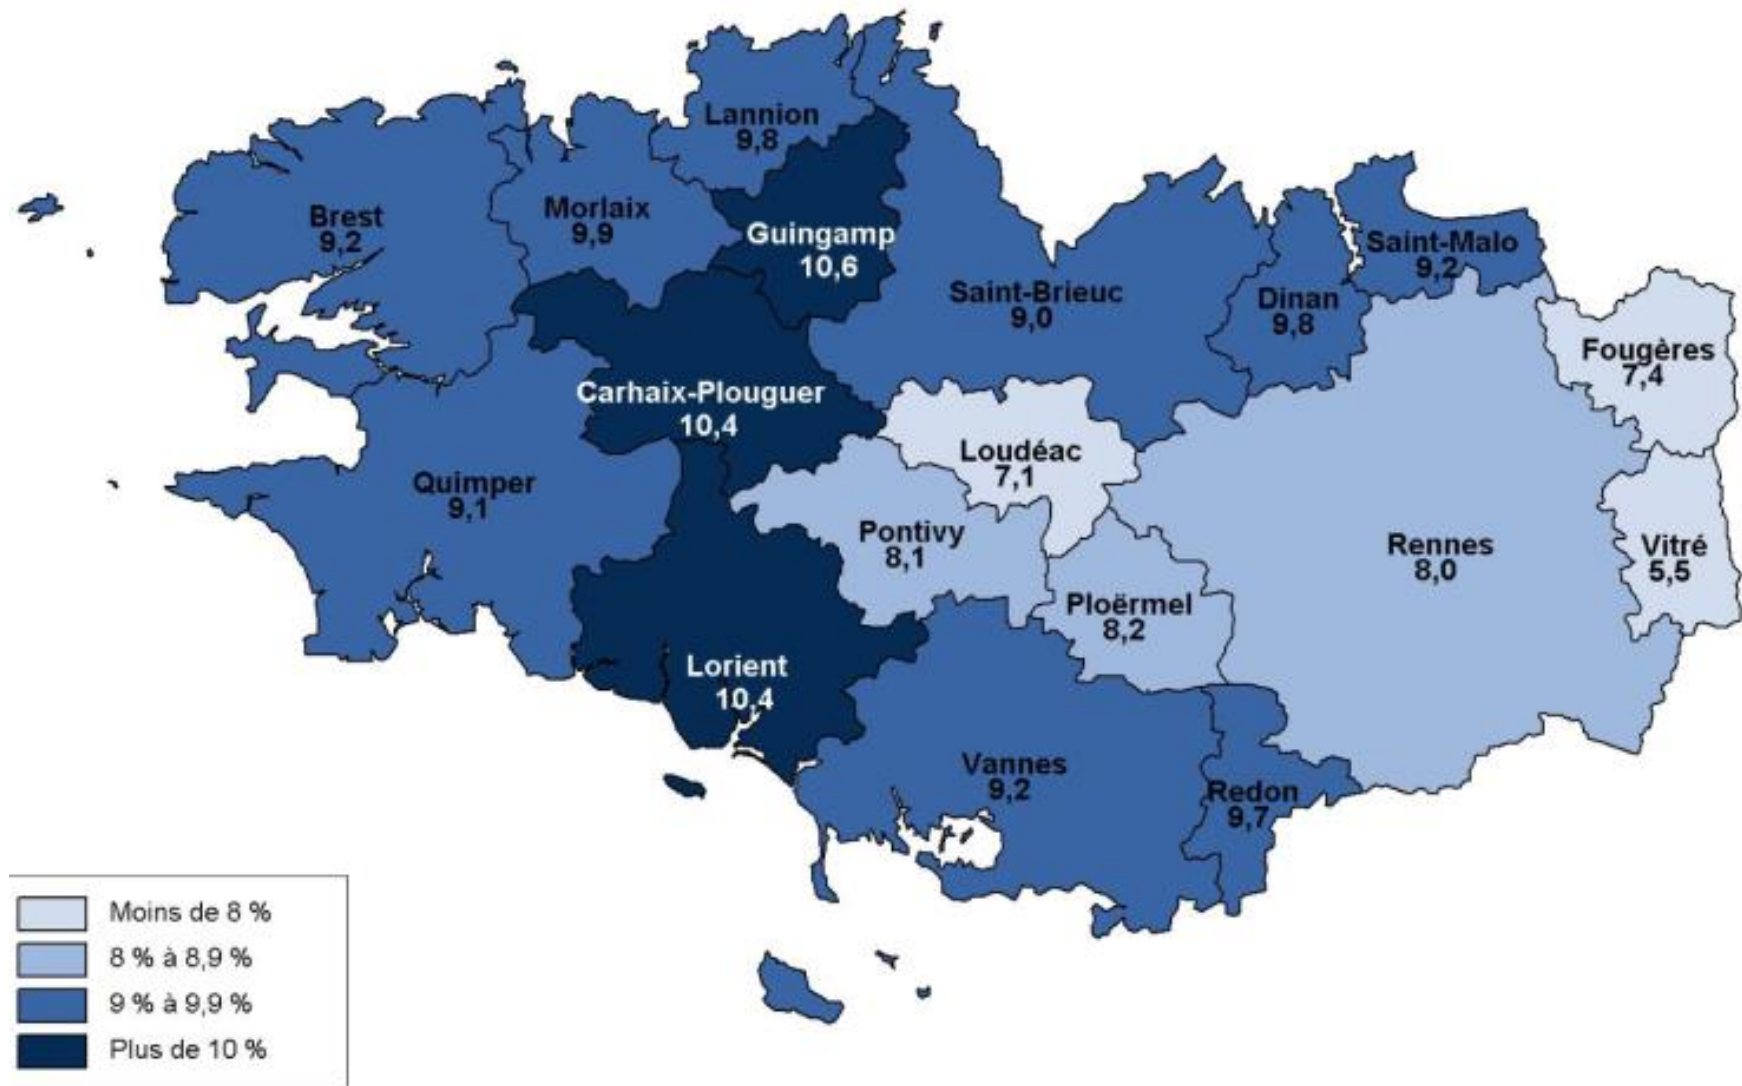 Lannion
9,8
Brest
9,2
Morlaix
9,9
Guingamp
10,6
Saint-Brieuc
9,0
Dinan
9,8
Saint-Malo
9,2
Fougères
7,4
Carhaix-Plouguer
10,4
Loudéac
7,1
Quimper
9,1
Pontivy
8,1
Ploërmel
8,2
Rennes
8,0
Vitré
5,5
Lorient
10,4
Vannes
9,2
Redon
9,7
Moins de 8 %
8 % à 8,9 %
9 % à 9,9 %
Plus de 10 %